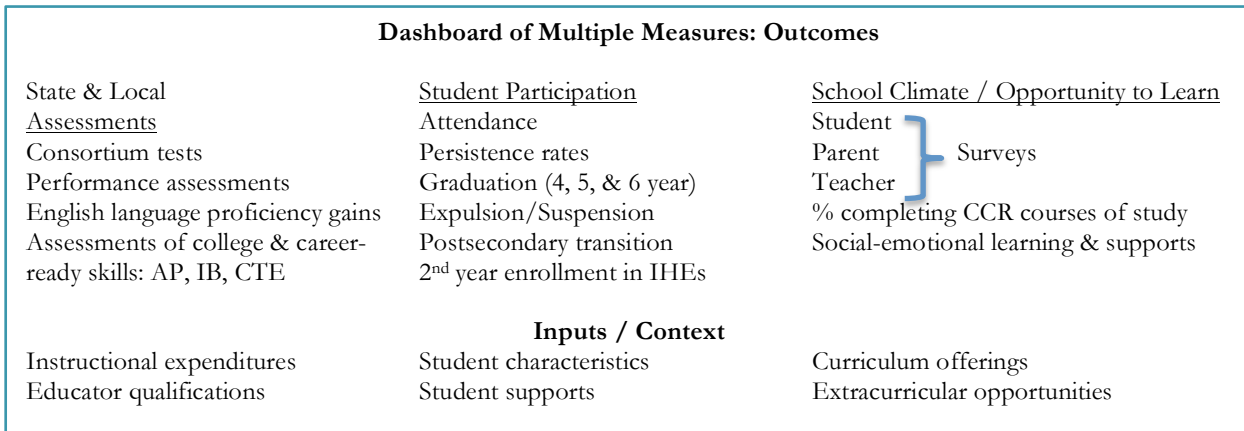 Dashboard of Multiple Measures: Outcomes
State & Local
Assessments
Consortium tests
Performance assessments
English language proficiency gains
Assessments of college & career-
ready skills: AP, IB, CTE
Student Participation
Attendance
Persistence rates
Graduation (4, 5, & 6 year)
Expulsion/Suspension
Postsecondary transition
2nd year enrollment in IHEs
School Climate / Opportunity to Learn
Student
Parent
Teacher
Surveys
% completing CCR courses of study
Social-emotional learning & supports
Inputs / Context
Instructional expenditures
Educator qualifications
Student characteristics
Student supports
Curriculum offerings
Extracurricular opportunities